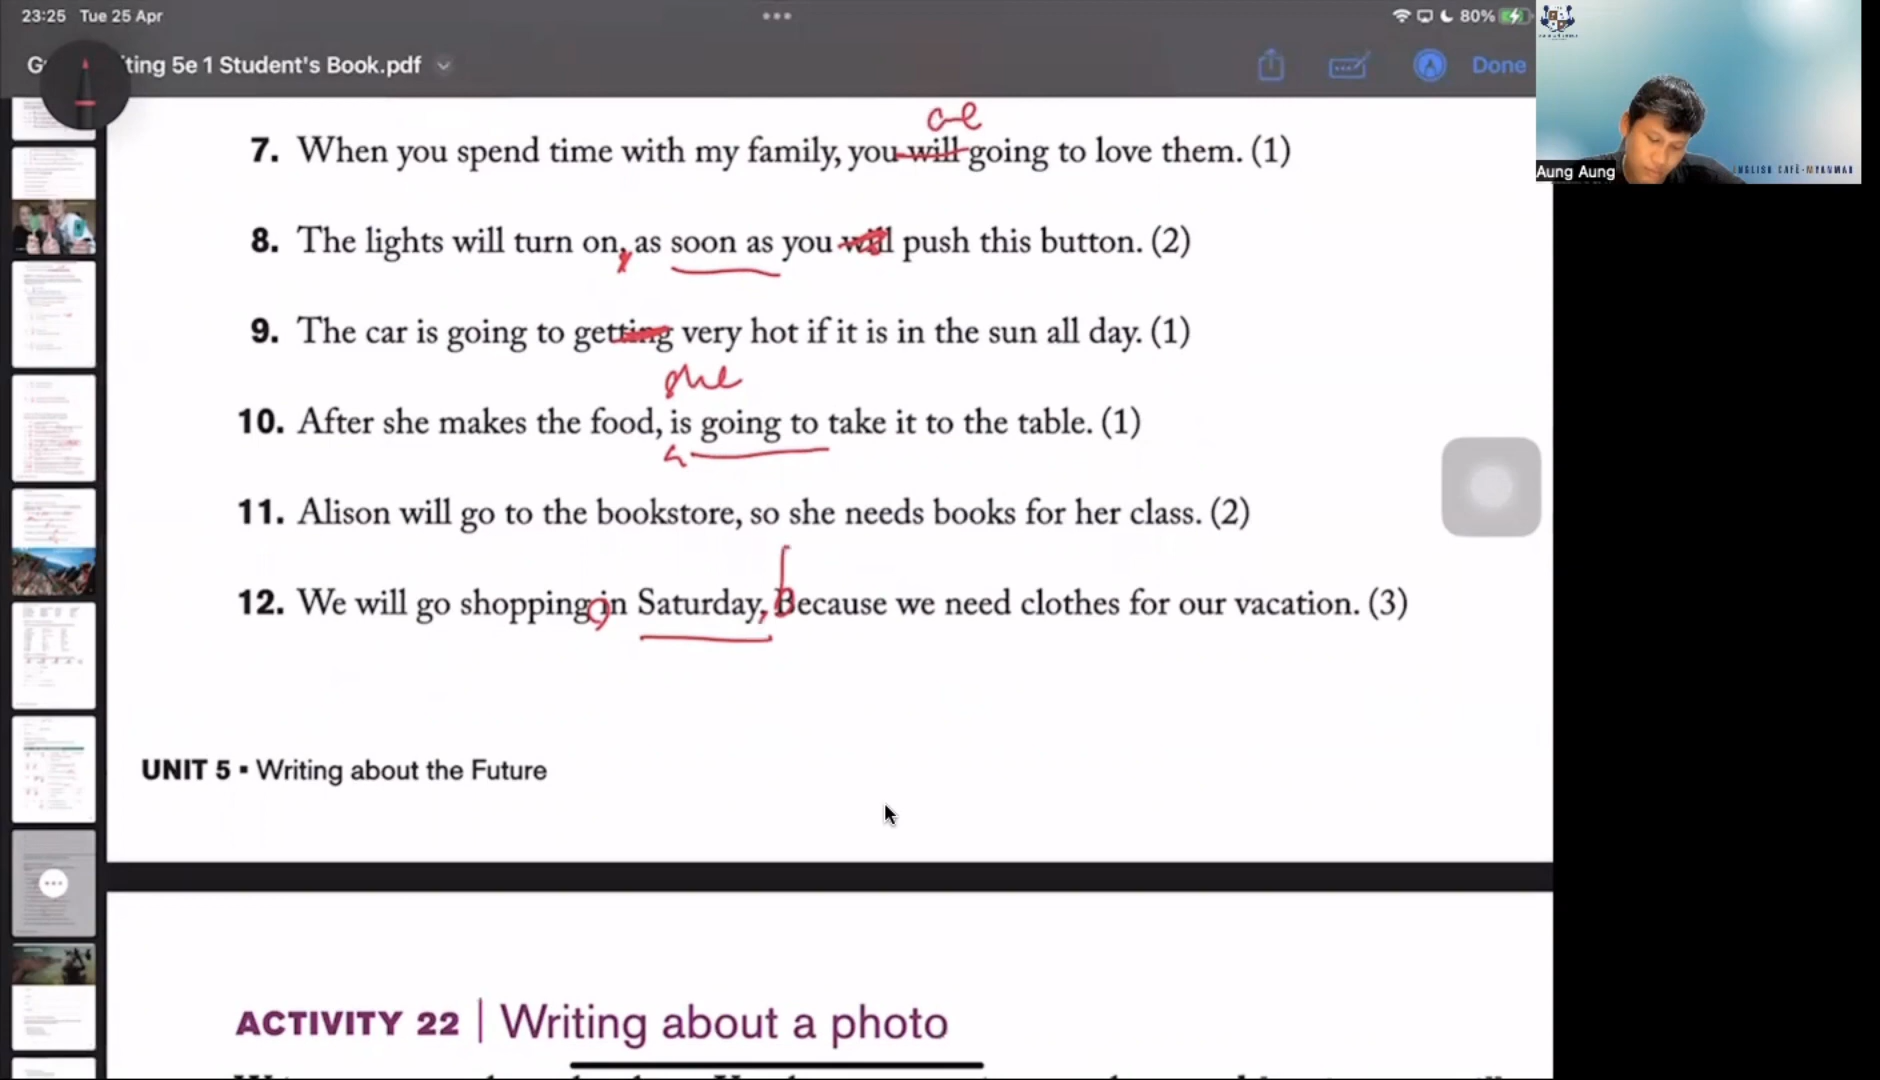 23:25 Tue 25 Apr
80%
ting 5e 1 Student's Book.pdf
Done
are
7. When you spend time with my family, you will going to love them. (1)
8. The lights will turn on, as soon as you will push this button. (2)
9. The car is going to getting very hot if it is in the sun all day. (1)
she
10. After she makes the food, is going to take it to the table. (1)
11. Alison will go to the bookstore, so she needs books for her class. (2)
12. We will go shopping in Saturday, Because we need clothes for our vacation. (3)
UNIT 5 ▪ Writing about the Future
ACTIVITY 22 | Writing about a photo
Aung Aung
ENGLISH CAFÉ-MYANMAR